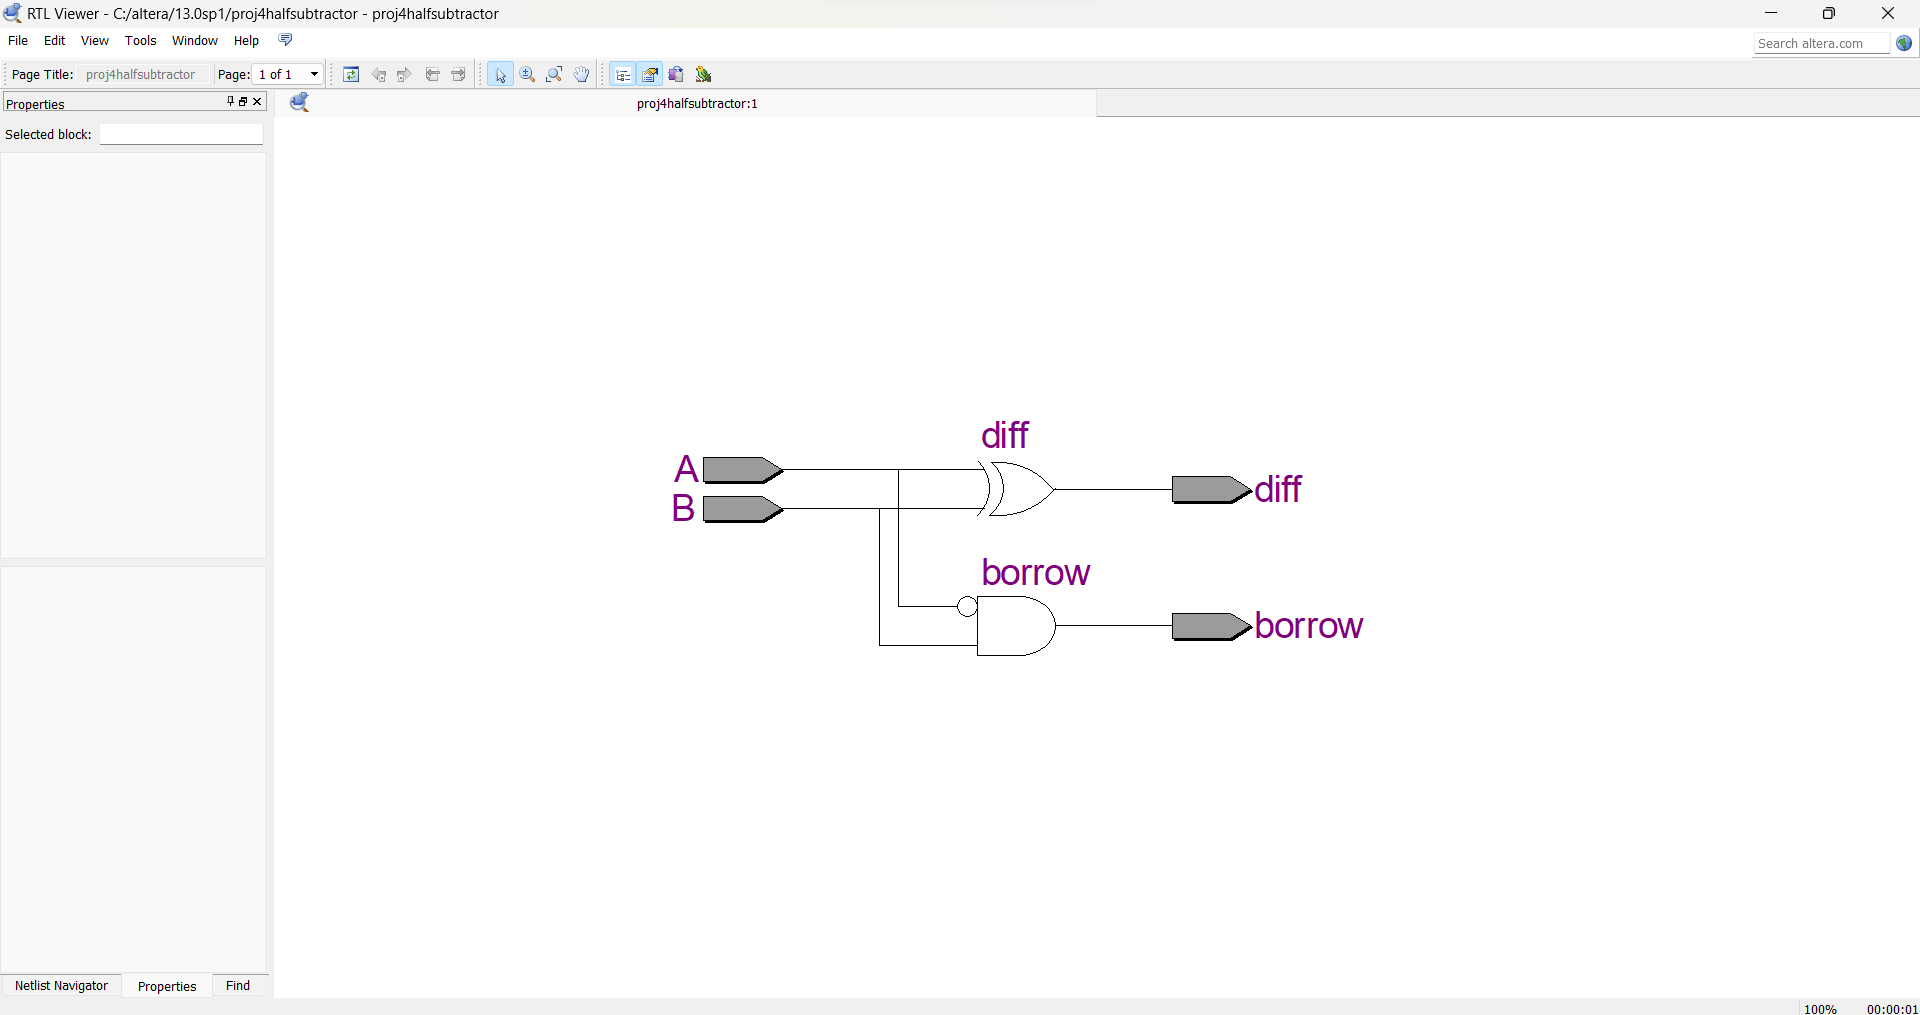 RTL Viewer - C:/altera/13.0sp1/proj4halfsubtractor - proj4halfsubtractor
File Edit View Tools Window Help
Search altera.com
Page Title: proj4halfsubtractor Page: 1 of 1
Properties
proj4halfsubtractor:1
Selected block:
diff
A
B
diff
borrow
borrow
Netlist Navigator Properties Find
100% 00:00:01